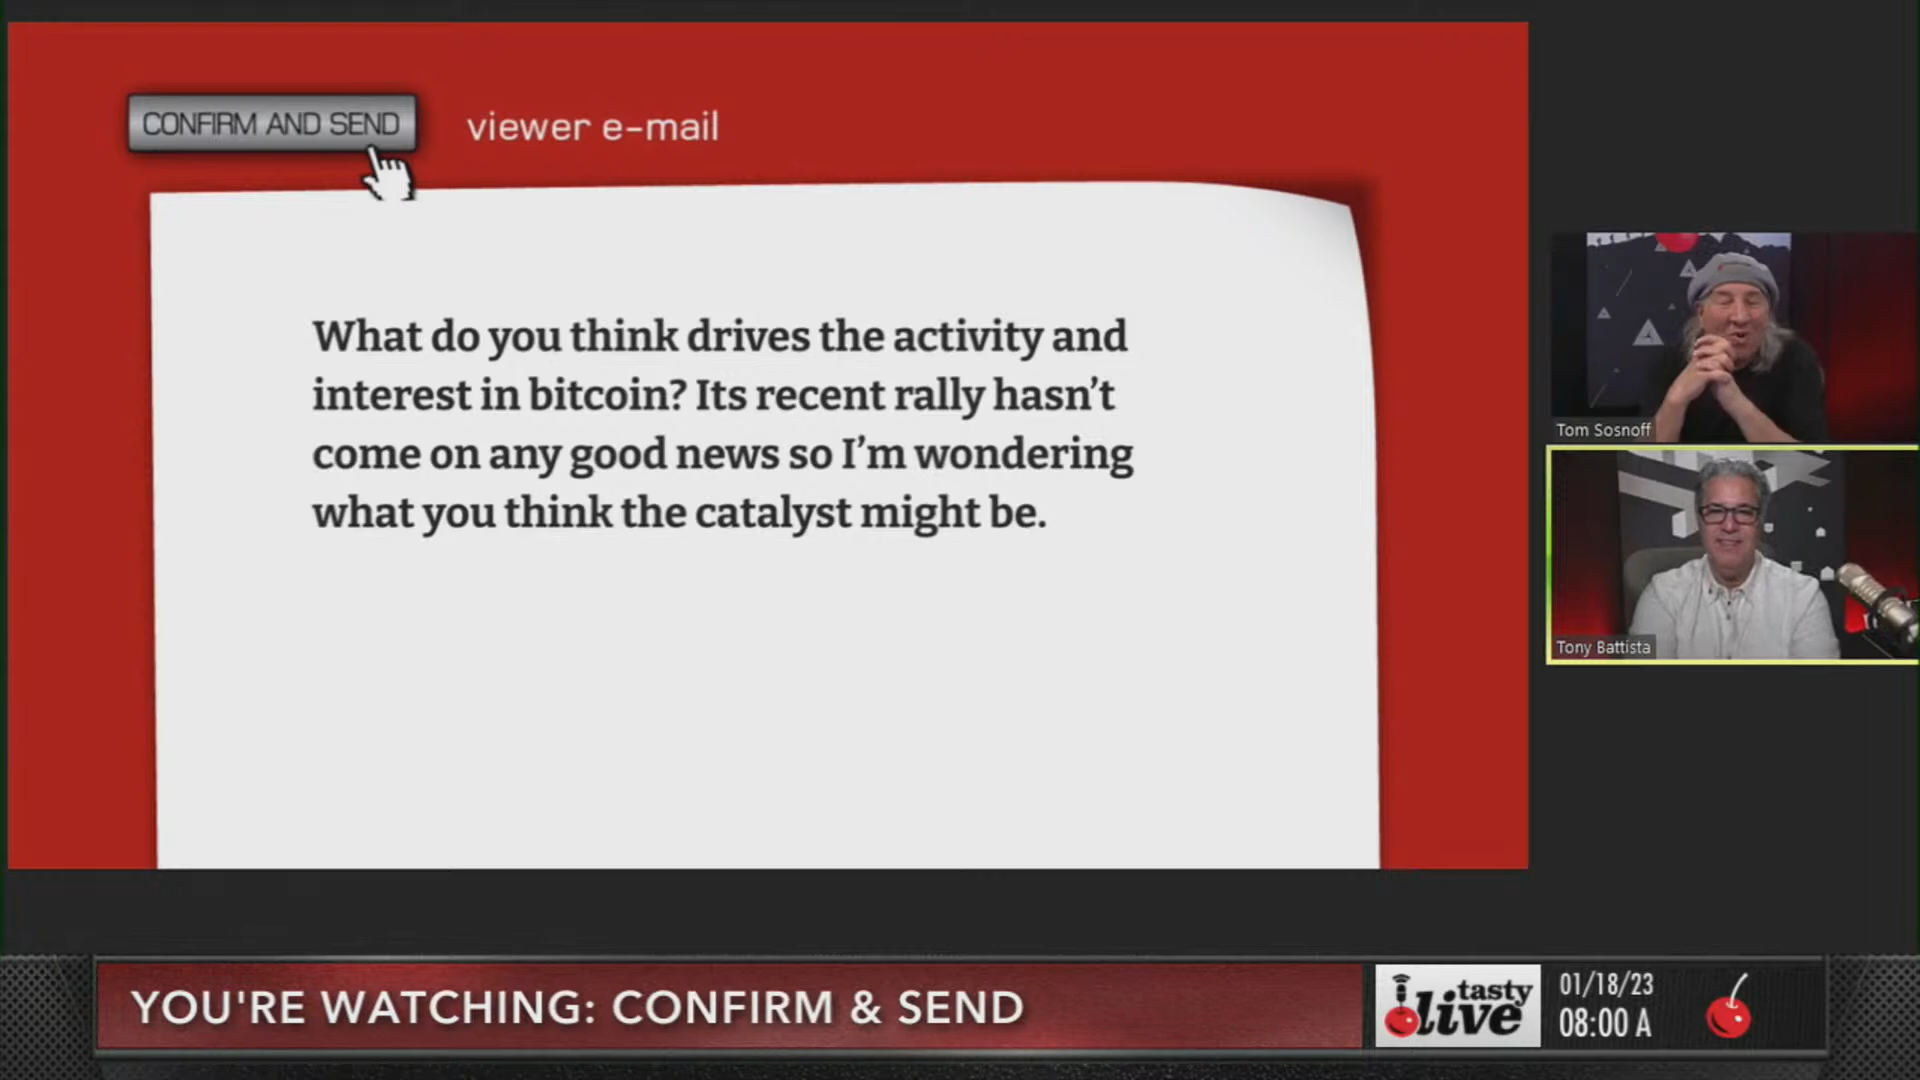 CONFIRM AND SEND
viewer e-mail
What do you think drives the activity and
interest in bitcoin? Its recent rally hasn't
come on any good news so I'm wondering
what you think the catalyst might be.
Tom Sosnoff
Tony Battista
YOU'RE WATCHING: CONFIRM & SEND
tasty
live
01/18/23
08:00 A